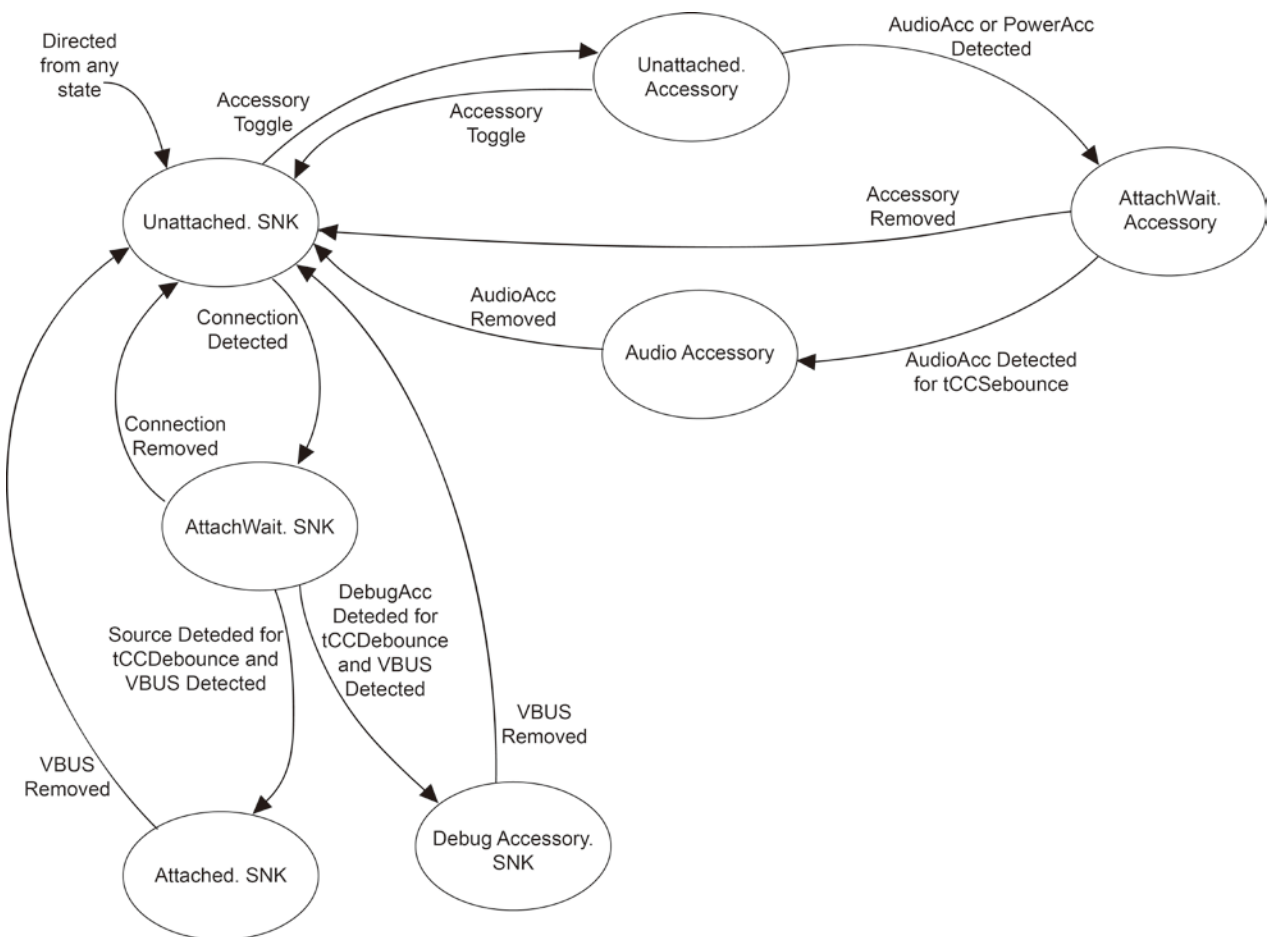 Directed
from any
state
Accessory
Toggle
Unattached.
Accessory
AudioAcc or PowerAcc
Detected
Accessory
Toggle
Unattached. SNK
Accessory
Removed
AttachWait.
Accessory
AudioAcc
Removed
Audio Accessory
AudioAcc Detected
for tCCSebounce
Connection
Detected
Connection
Removed
AttachWait. SNK
Source Deteded for
tCCDebounce and
VBUS Detected
DebugAcc
Deteded for
tCCDebounce
and VBUS
Detected
VBUS
Removed
VBUS
Removed
Attached. SNK
Debug Accessory.
SNK